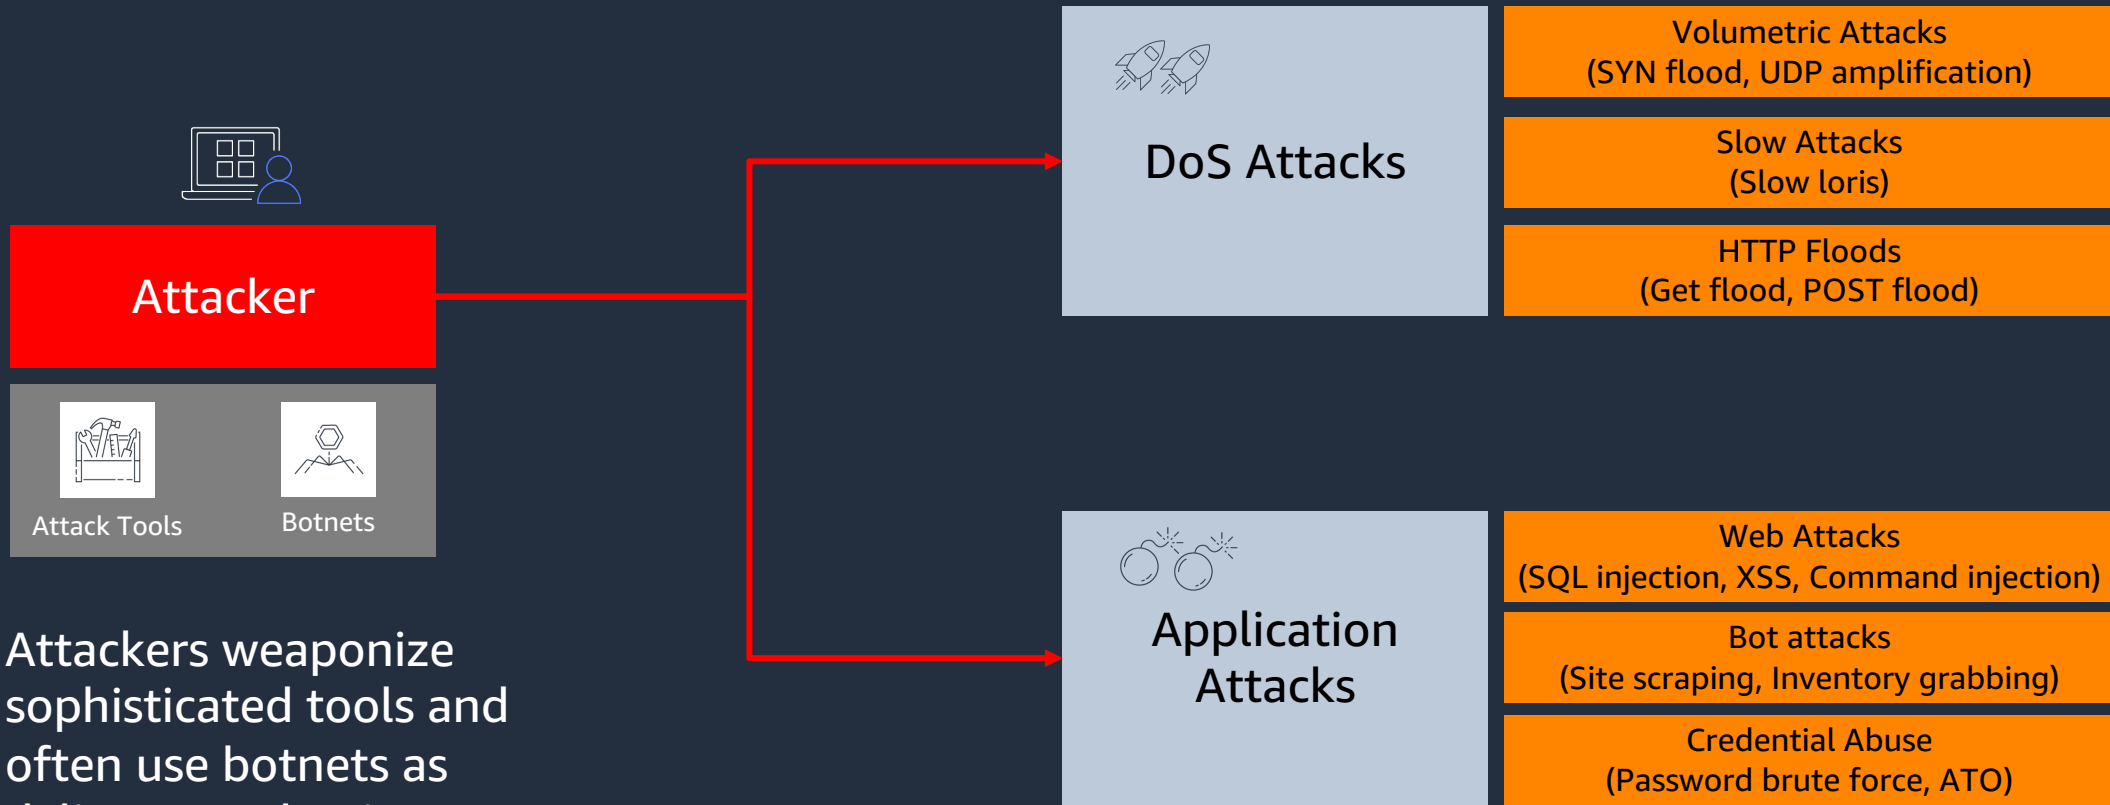 Attacker
Attack Tools
Botnets
Attackers weaponize
sophisticated tools and
often use botnets as
DoS Attacks
Volumetric Attacks
(SYN flood, UDP amplification)
Slow Attacks
(Slow loris)
HTTP Floods
(Get flood, POST flood)
Application
Attacks
Web Attacks
(SQL injection, XSS, Command injection)
Bot attacks
(Site scraping, Inventory grabbing)
Credential Abuse
(Password brute force, ATO)